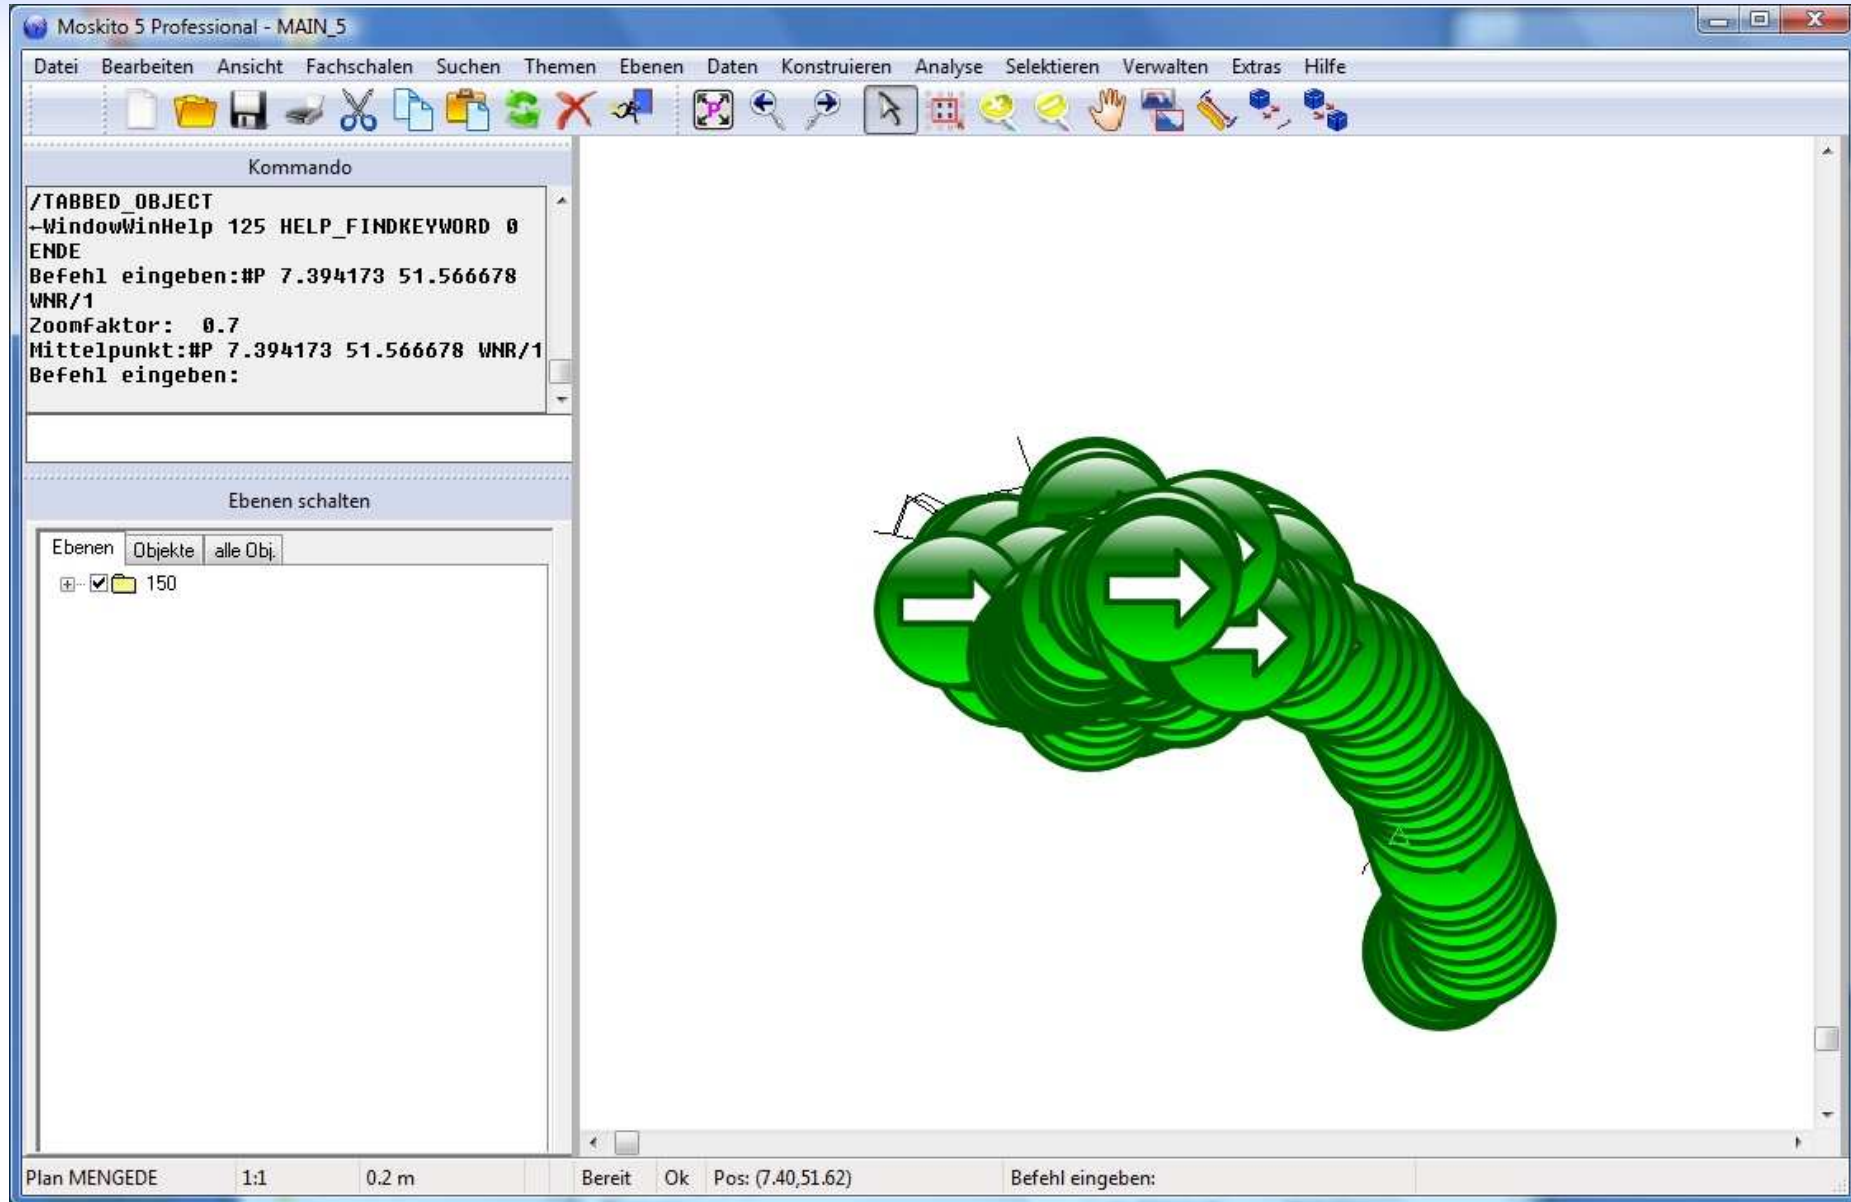 Moskito 5 Professional - MAIN_5
Datei Bearbeiten Ansicht Fachschalen Suchen Themen Ebenen Daten Konstruieren Analyse Selektieren Verwalten Extras Hilfe
P
Kommando
/TABBED_OBJECT
←WindowWinHelp 125 HELP_FINDKEYWORD 0
ENDE
Befehl eingeben:#P 7.394173 51.566678
WNR/1
Zoomfaktor: 0.7
Mittelpunkt:#P 7.394173 51.566678 WNR/1
Befehl eingeben:
Ebenen schalten
Ebenen Objekte alle Obj.
150
Plan MENGEDE 1:1 0.2 m Bereit Ok Pos: (7.40,51.62) Befehl eingeben: